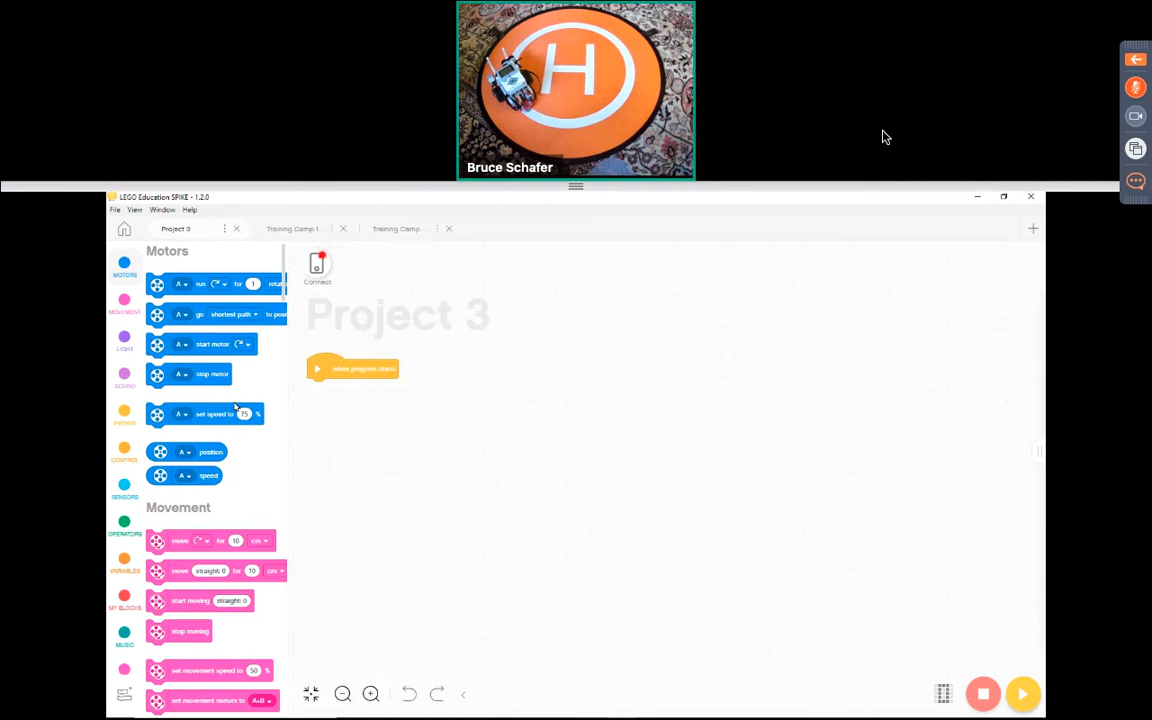 H
Bruce Schafer
LEGO Education SPIKE - 1.2.0
File View Window Help
Project 3
Training Camp 1...
Training Camp ...
Motors
MOTORS
MOVEMENT
LIGHT
SOUND
EVENTS
CONTROL
SENSORS
OPERATORS
VARIABLES
MY BLOCKS
MUSIC
A run for 1 rotat
A go shortest path to posi
A start motor
A stop motor
A set speed to 75 %
A position
A speed
Movement
move for 10 cm
move straight: 0 for 10 cm
start moving straight: 0
stop moving
set movement speed to 50 %
set movement motors to A+B
Connect
Project 3
when program starts